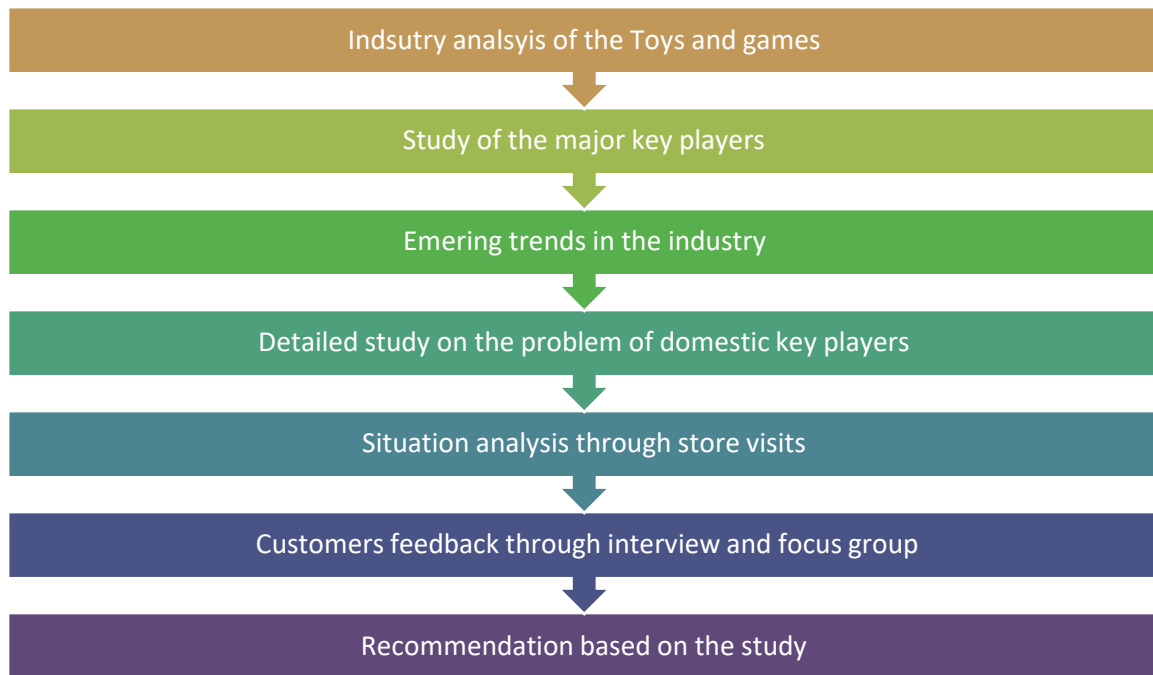 Indsutry analsyis of the Toys and games
Study of the major key players
Emering trends in the industry
Detailed study on the problem of domestic key players
Situation analysis through store visits
Customers feedback through interview and focus group
Recommendation based on the study